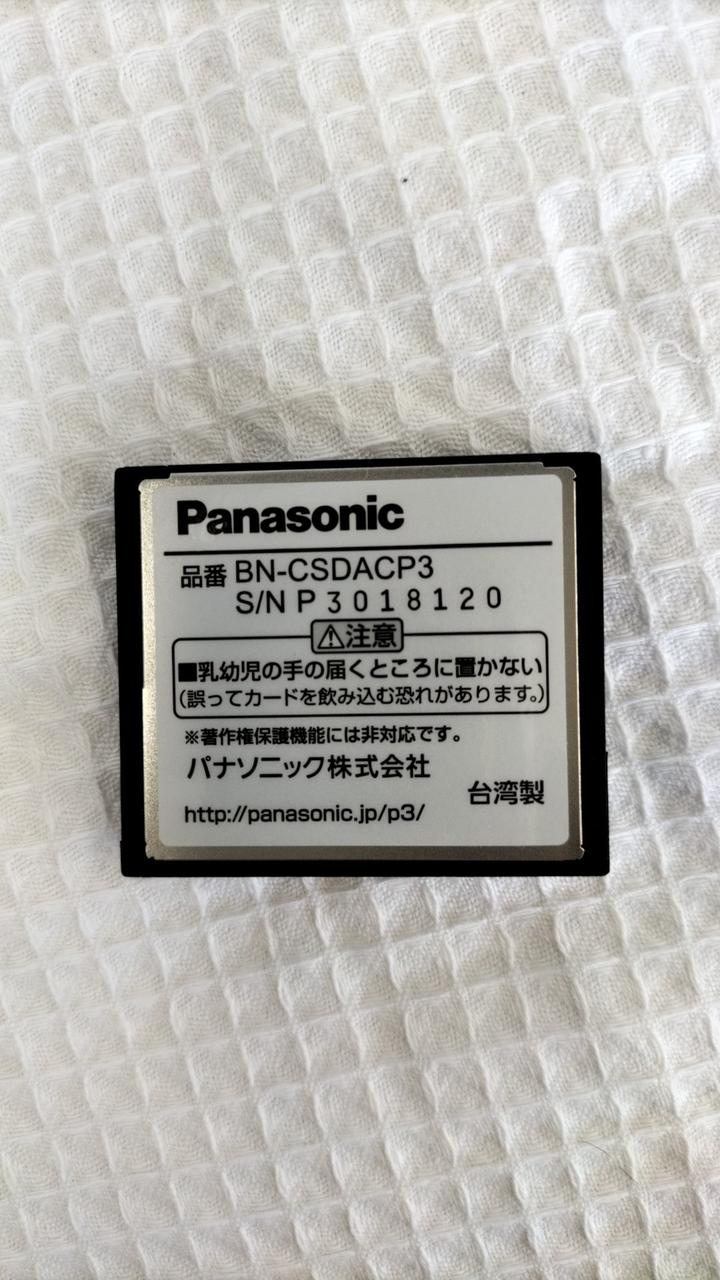 Panasonic
品番 BN-CSDACP3
S/N P3018120
⚠注意
■乳幼児の手の届くところに置かない
(誤ってカードを飲み込む恐れがあります。)
※著作権保護機能には非対応です。
パナソニック株式会社
台湾製
http://panasonic.jp/p3/